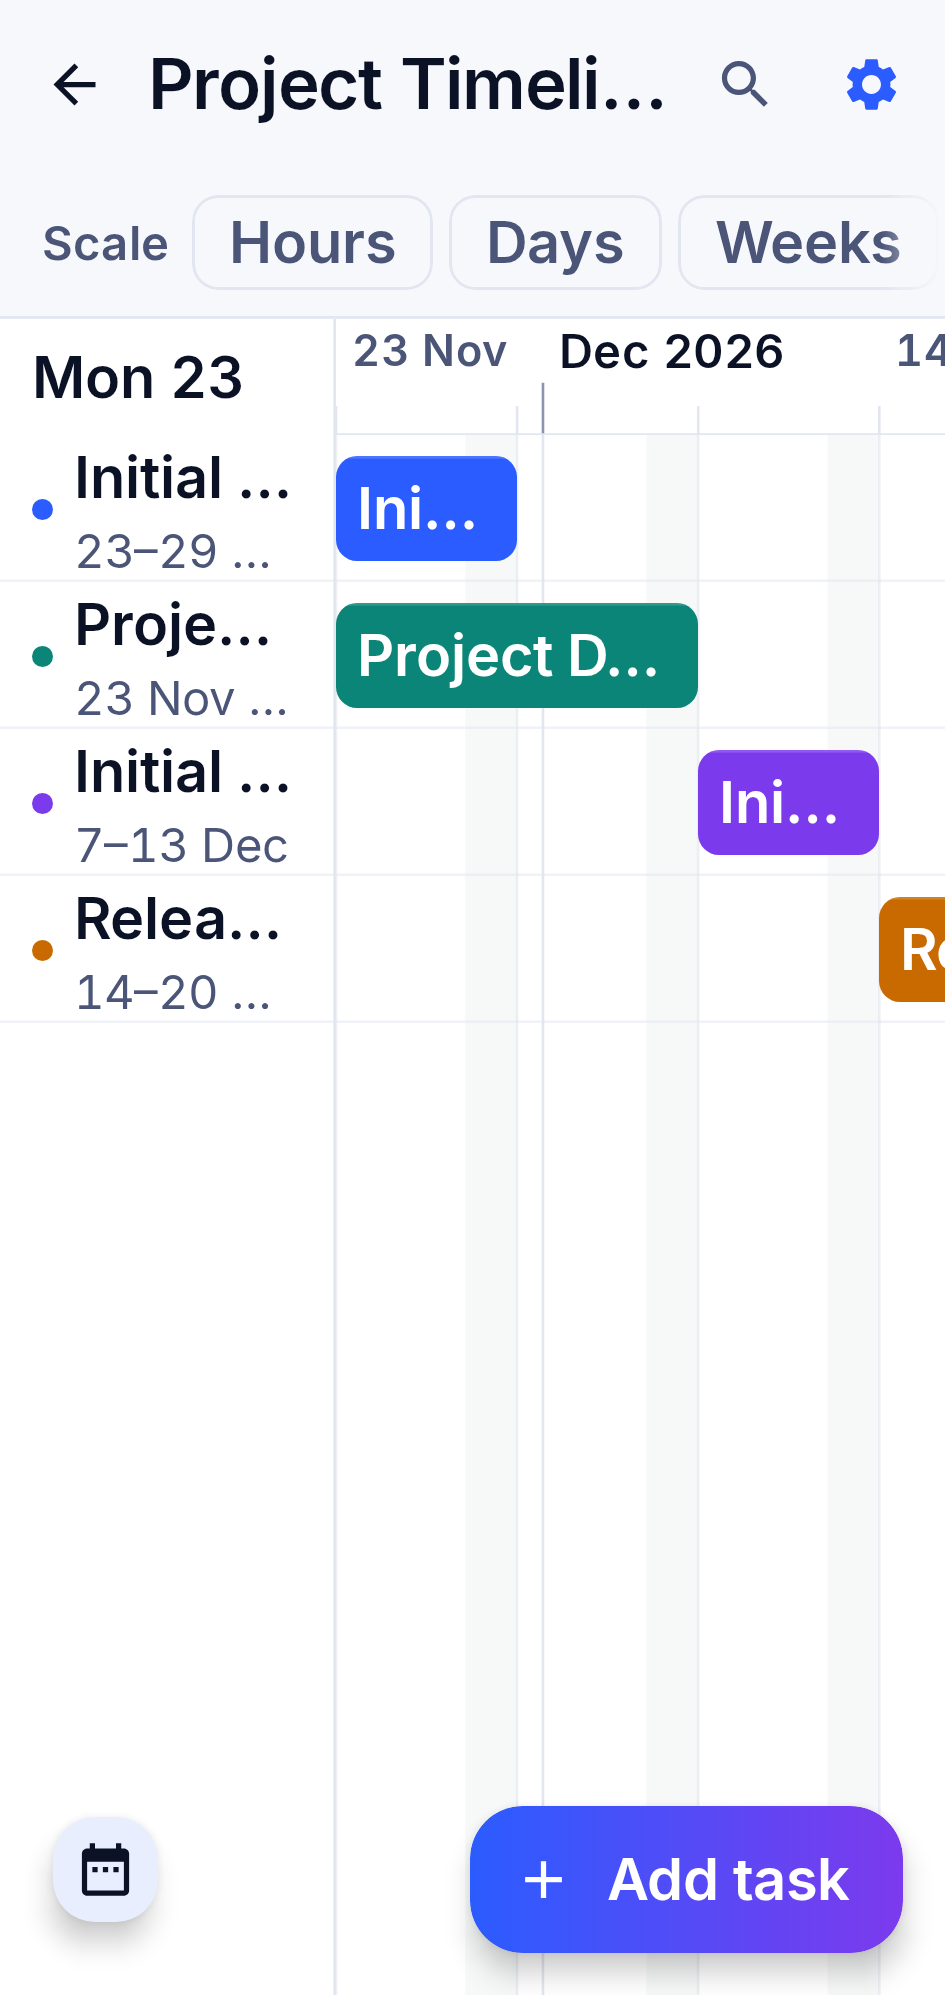 Project Timeli...
Scale Hours Days Weeks
Mon 23
23 Nov Dec 2026 14
Initial ...
23–29 ...
Ini...
Proje...
23 Nov ...
Project D...
Initial ...
7–13 Dec
Ini...
Relea...
14–20 ...
Re
+ Add task